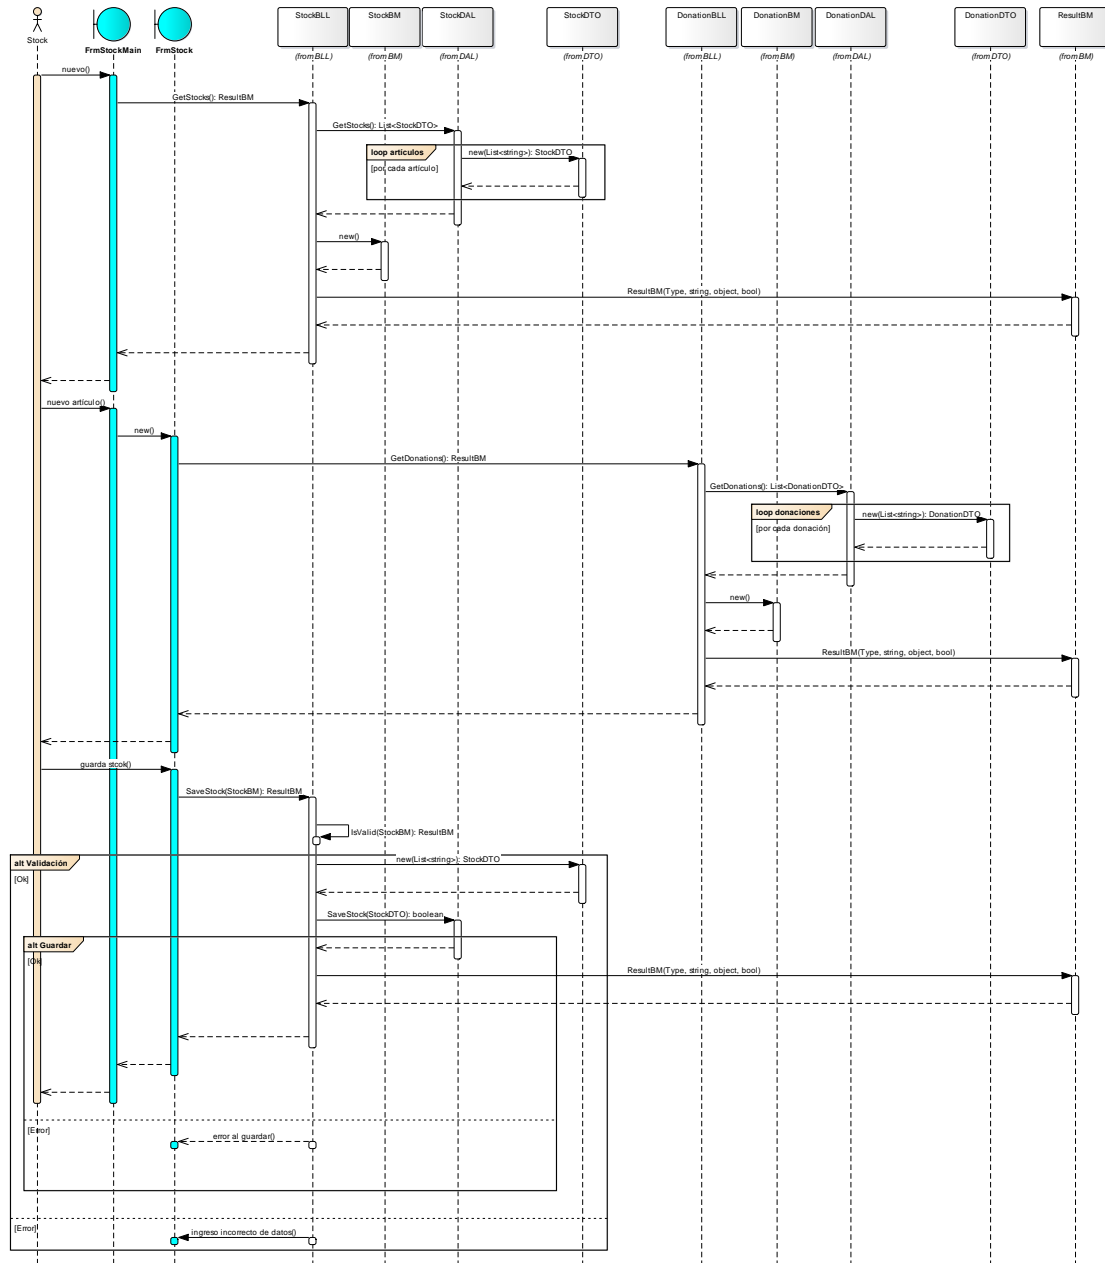 StockBLL StockBM StockDAL StockDTO DonationBLL DonationBM DonationDAL DonationDTO ResultBM
Stock FrmStockMain FrmStock (from BLL) (from BM) (from DAL) (from DTO) (from BLL) (from BM) (from DAL) (from DTO) (from BM)
nuevo()
GetStocks(): ResultBM
GetStocks(): List<StockDTO>
loop artículos
new(List<string>): StockDTO
[por cada artículo]
new()
ResultBM(Type, string, object, bool)
nuevo artículo()
new()
GetDonations(): ResultBM
GetDonations(): List<DonationDTO>
loop donaciones
new(List<string>): DonationDTO
[por cada donación]
new()
ResultBM(Type, string, object, bool)
guarda stcok()
SaveStock(StockBM): ResultBM
IsValid(StockBM): ResultBM
alt Validación
new(List<string>): StockDTO
[Ok]
SaveStock(StockDTO): boolean
alt Guardar
[Ok]
ResultBM(Type, string, object, bool)
[Error]
error al guardar()
[Error]
ingreso incorrecto de datos()